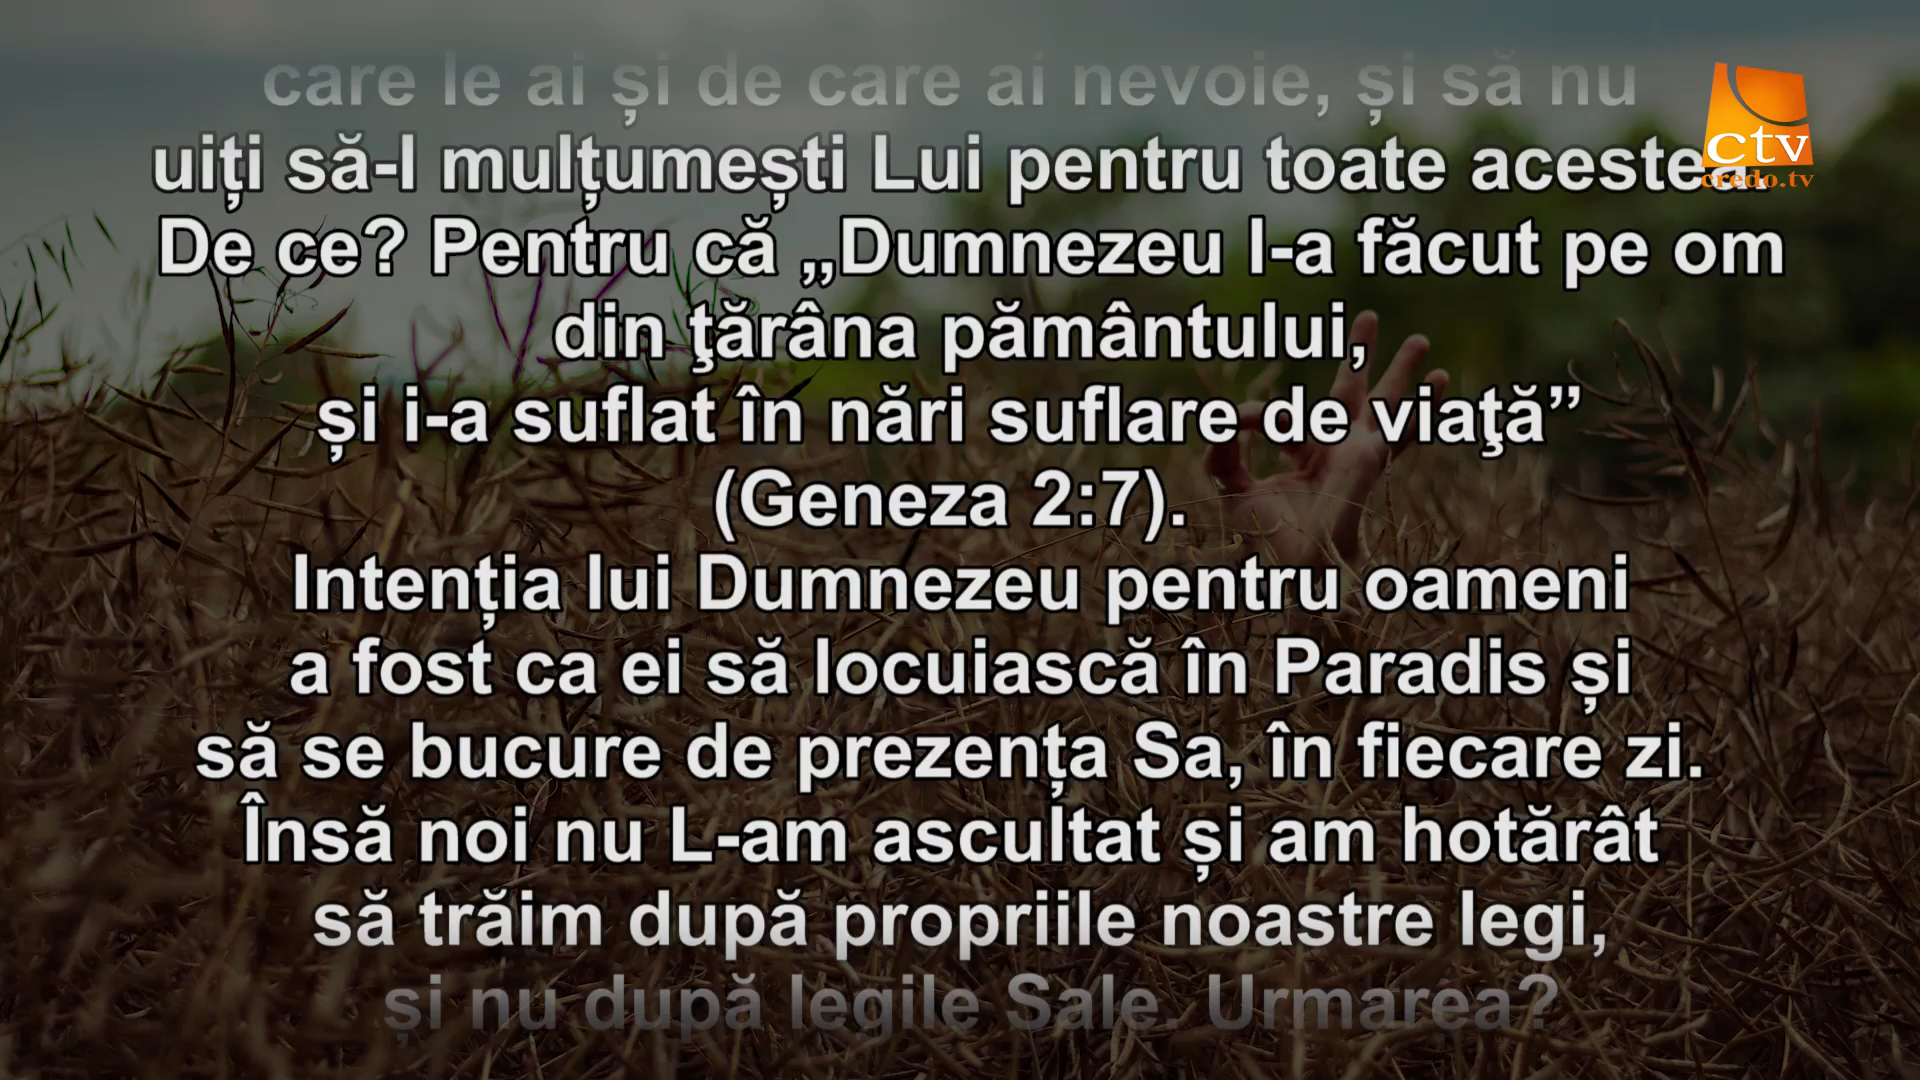 care le ai și de care ai nevoie, și să nu
uiți să-I mulțumești Lui pentru toate
De ce? Pentru că „Dumnezeu l-a făcut pe om
din ţărâna pământului,
și i-a suflat în nări suflare de viaţă”
(Geneza 2:7).
Intenția lui Dumnezeu pentru oameni
a fost ca ei să locuiască în Paradis și
să se bucure de prezența Sa, în fiecare zi.
Însă noi nu L-am ascultat și am hotărât
să trăim după propriile noastre legi,
și nu după legile Sale. Urmarea?
ctv
credo.tv